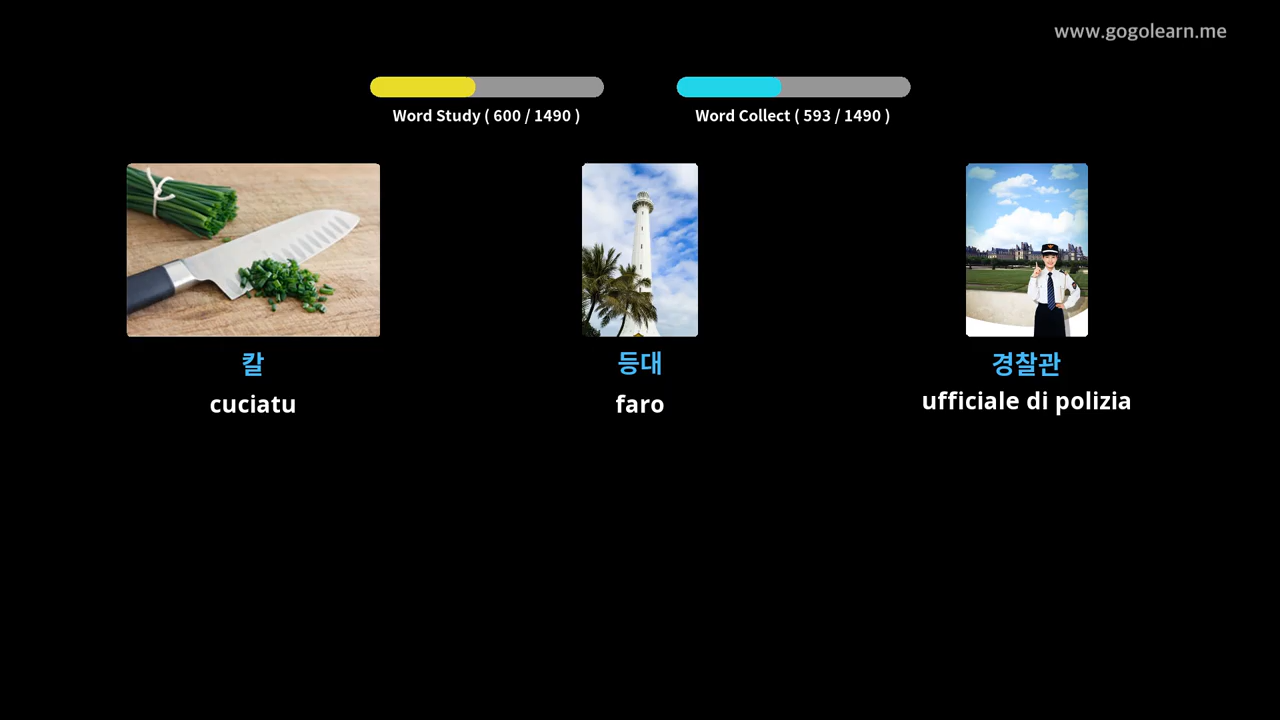 www.gogolearn.me
Word Study ( 600 / 1490 )
Word Collect ( 593 / 1490 )
칼
등대
경찰관
cuciatu
faro
ufficiale di polizia